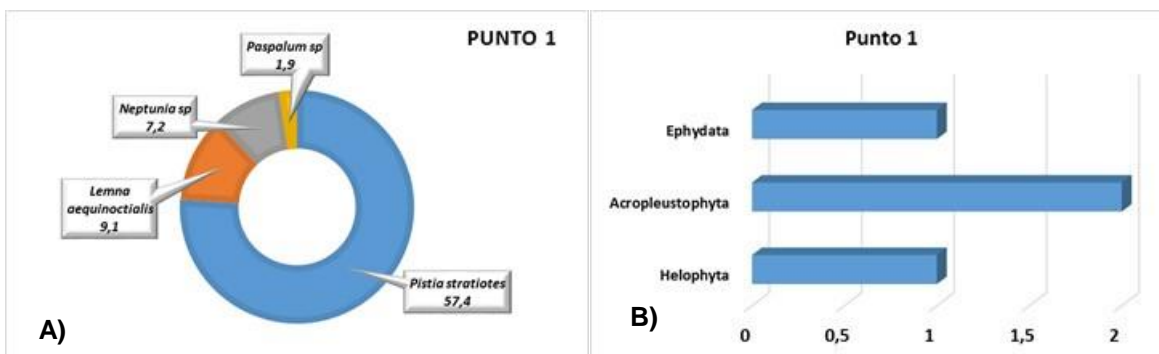 PUNTO 1
Paspalum sp
1,9
Neptunia sp
7,2
Lemna
aequinoctialis
9,1
Pistia stratiotes
57,4
A)
Punto 1
Ephydata
Acropleustophyta
Helophyta
0 0,5 1 1,5 2
B)